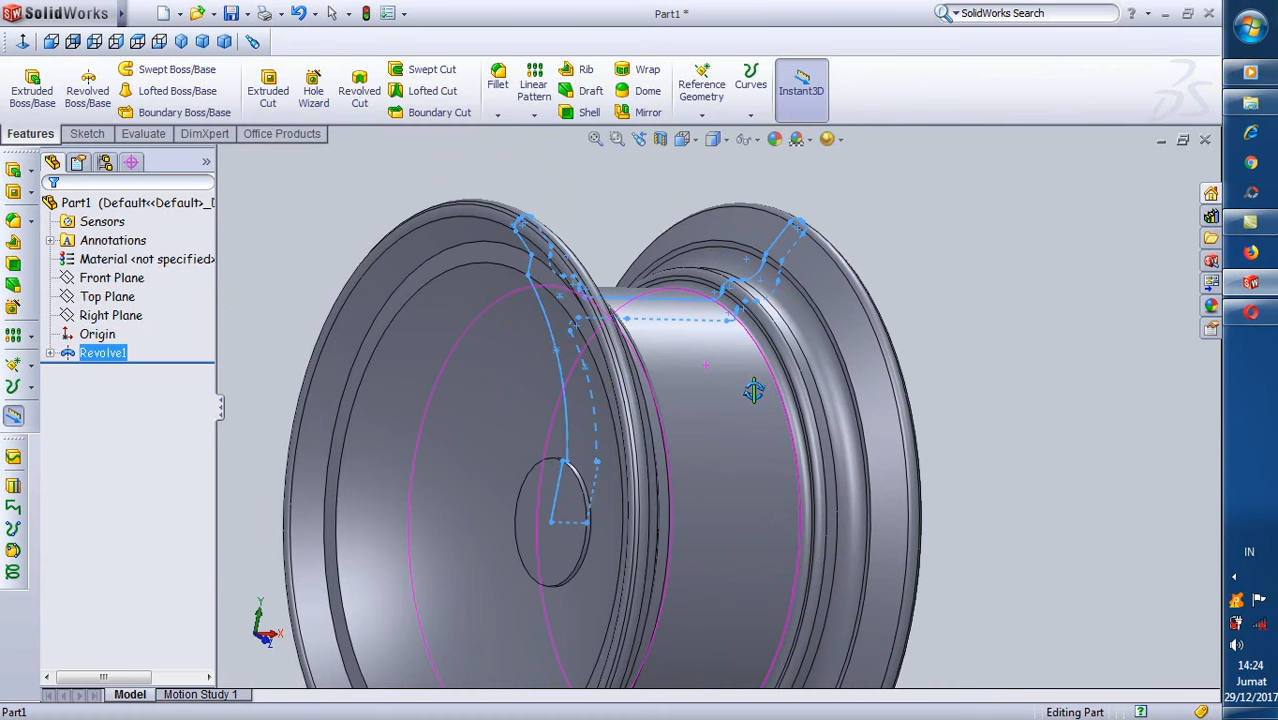 SolidWorks
Part1 *
SolidWorks Search
Extruded Boss/Base
Revolved Boss/Base
Swept Boss/Base
Lofted Boss/Base
Boundary Boss/Base
Extruded Cut
Hole Wizard
Revolved Cut
Swept Cut
Lofted Cut
Boundary Cut
Fillet
Linear Pattern
Rib
Draft
Shell
Wrap
Dome
Mirror
Reference Geometry
Curves
Instant3D
Features
Sketch
Evaluate
DimXpert
Office Products
Part1 (Default<<Default>_D
Sensors
Annotations
Material <not specified>
Front Plane
Top Plane
Right Plane
Origin
Revolve1
Y
X
Z
Model
Motion Study 1
Part1
Editing Part
IN
14:24
Jumat
29/12/2017